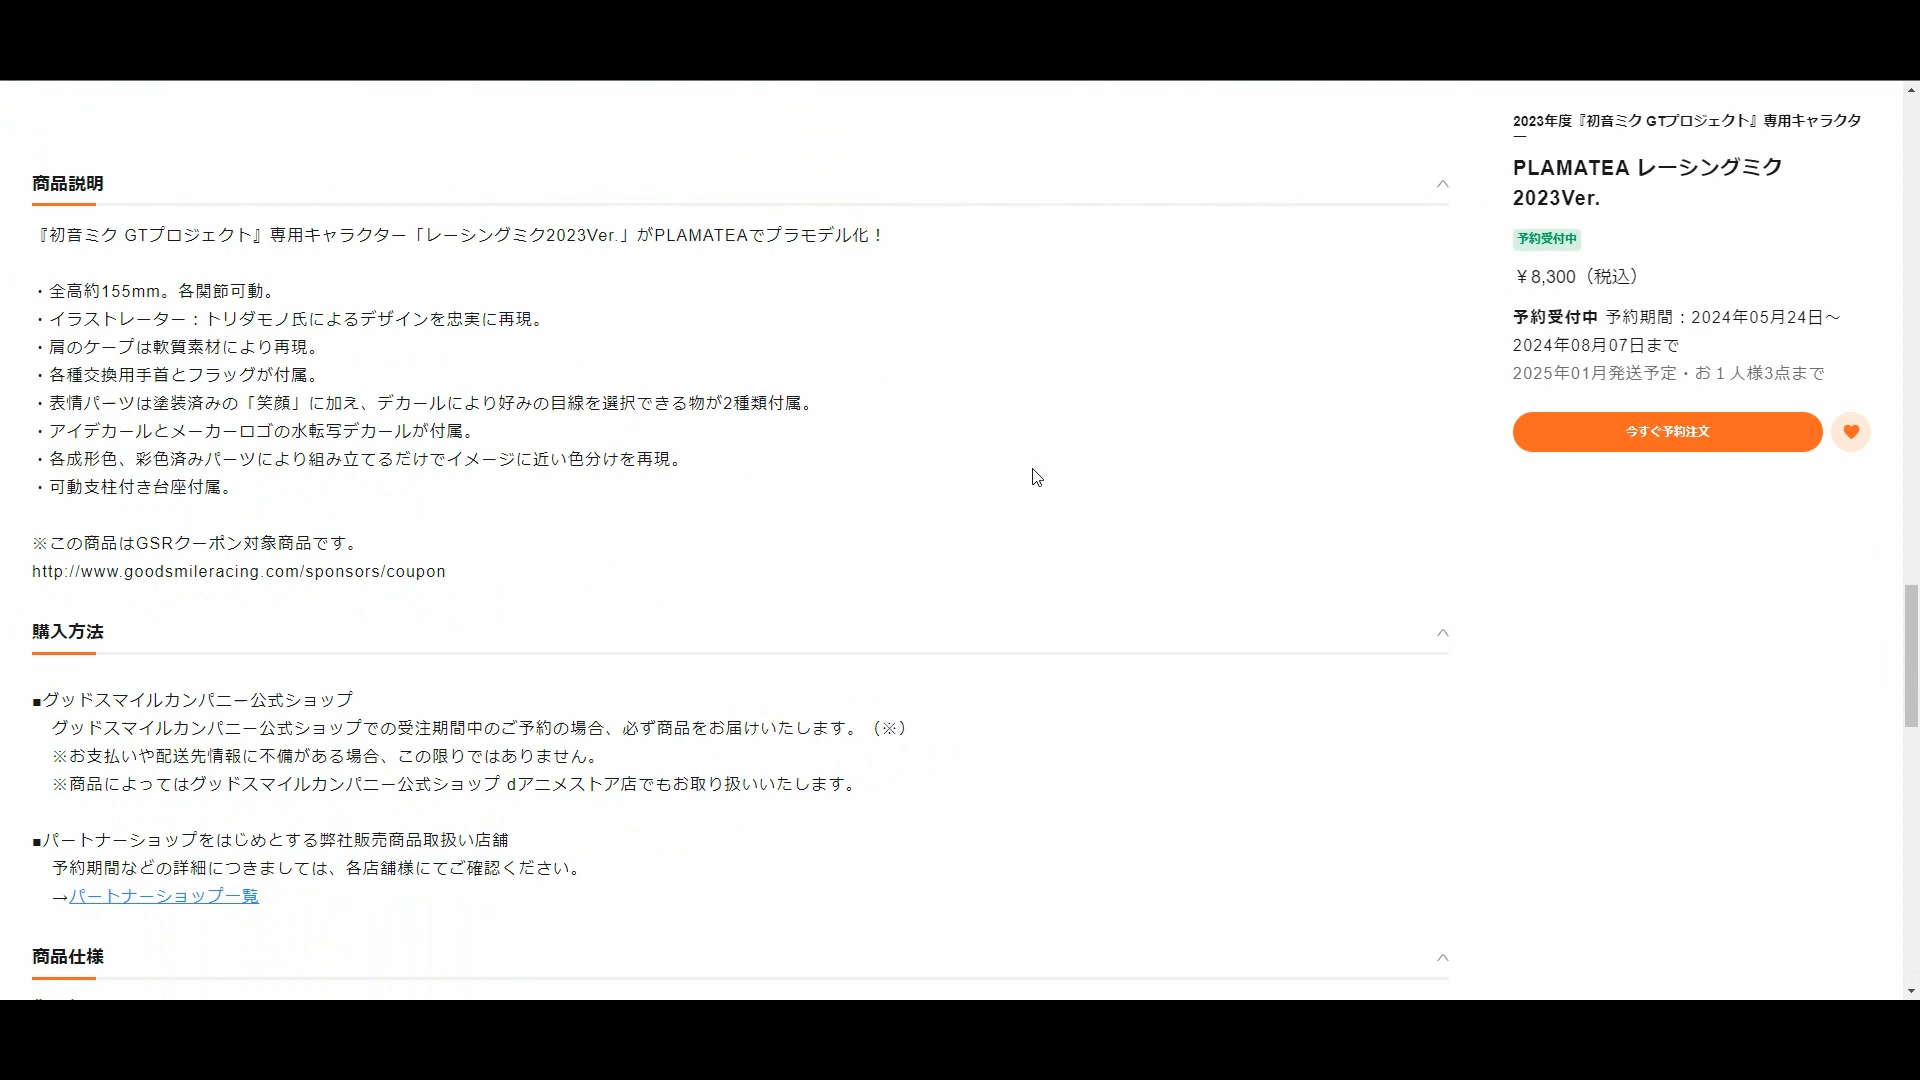 商品説明
『初音ミク GTプロジェクト』専用キャラクター「レーシングミク2023Ver.」がPLAMATEAでプラモデル化！
・全高約155mm。各関節可動。
・イラストレーター：トリダモノ氏によるデザインを忠実に再現。
・肩のケープは軟質素材により再現。
・各種交換用手首とフラッグが付属。
・表情パーツは塗装済みの「笑顔」に加え、デカールにより好みの目線を選択できる物が2種類付属。
・アイデカールとメーカーロゴの水転写デカールが付属。
・各成形色、彩色済みパーツにより組み立てるだけでイメージに近い色分けを再現。
・可動支柱付き台座付属。
※この商品はGSRクーポン対象商品です。
http://www.goodsmileracing.com/sponsors/coupon
購入方法
■グッドスマイルカンパニー公式ショップ
グッドスマイルカンパニー公式ショップでの受注期間中のご予約の場合、必ず商品をお届けいたします。（※）
※お支払いや配送先情報に不備がある場合、この限りではありません。
※商品によってはグッドスマイルカンパニー公式ショップ dアニメストア店でもお取り扱いいたします。
■パートナーショップをはじめとする弊社販売商品取扱い店舗
予約期間などの詳細につきましては、各店舗様にてご確認ください。
→パートナーショップ一覧
商品仕様
2023年度『初音ミク GTプロジェクト』専用キャラクタ
ー
PLAMATEA レーシングミク
2023Ver.
予約受付中
￥8,300（税込）
予約受付中 予約期間：2024年05月24日～
2024年08月07日まで
2025年01月発送予定・お１人様3点まで
今すぐ予約注文